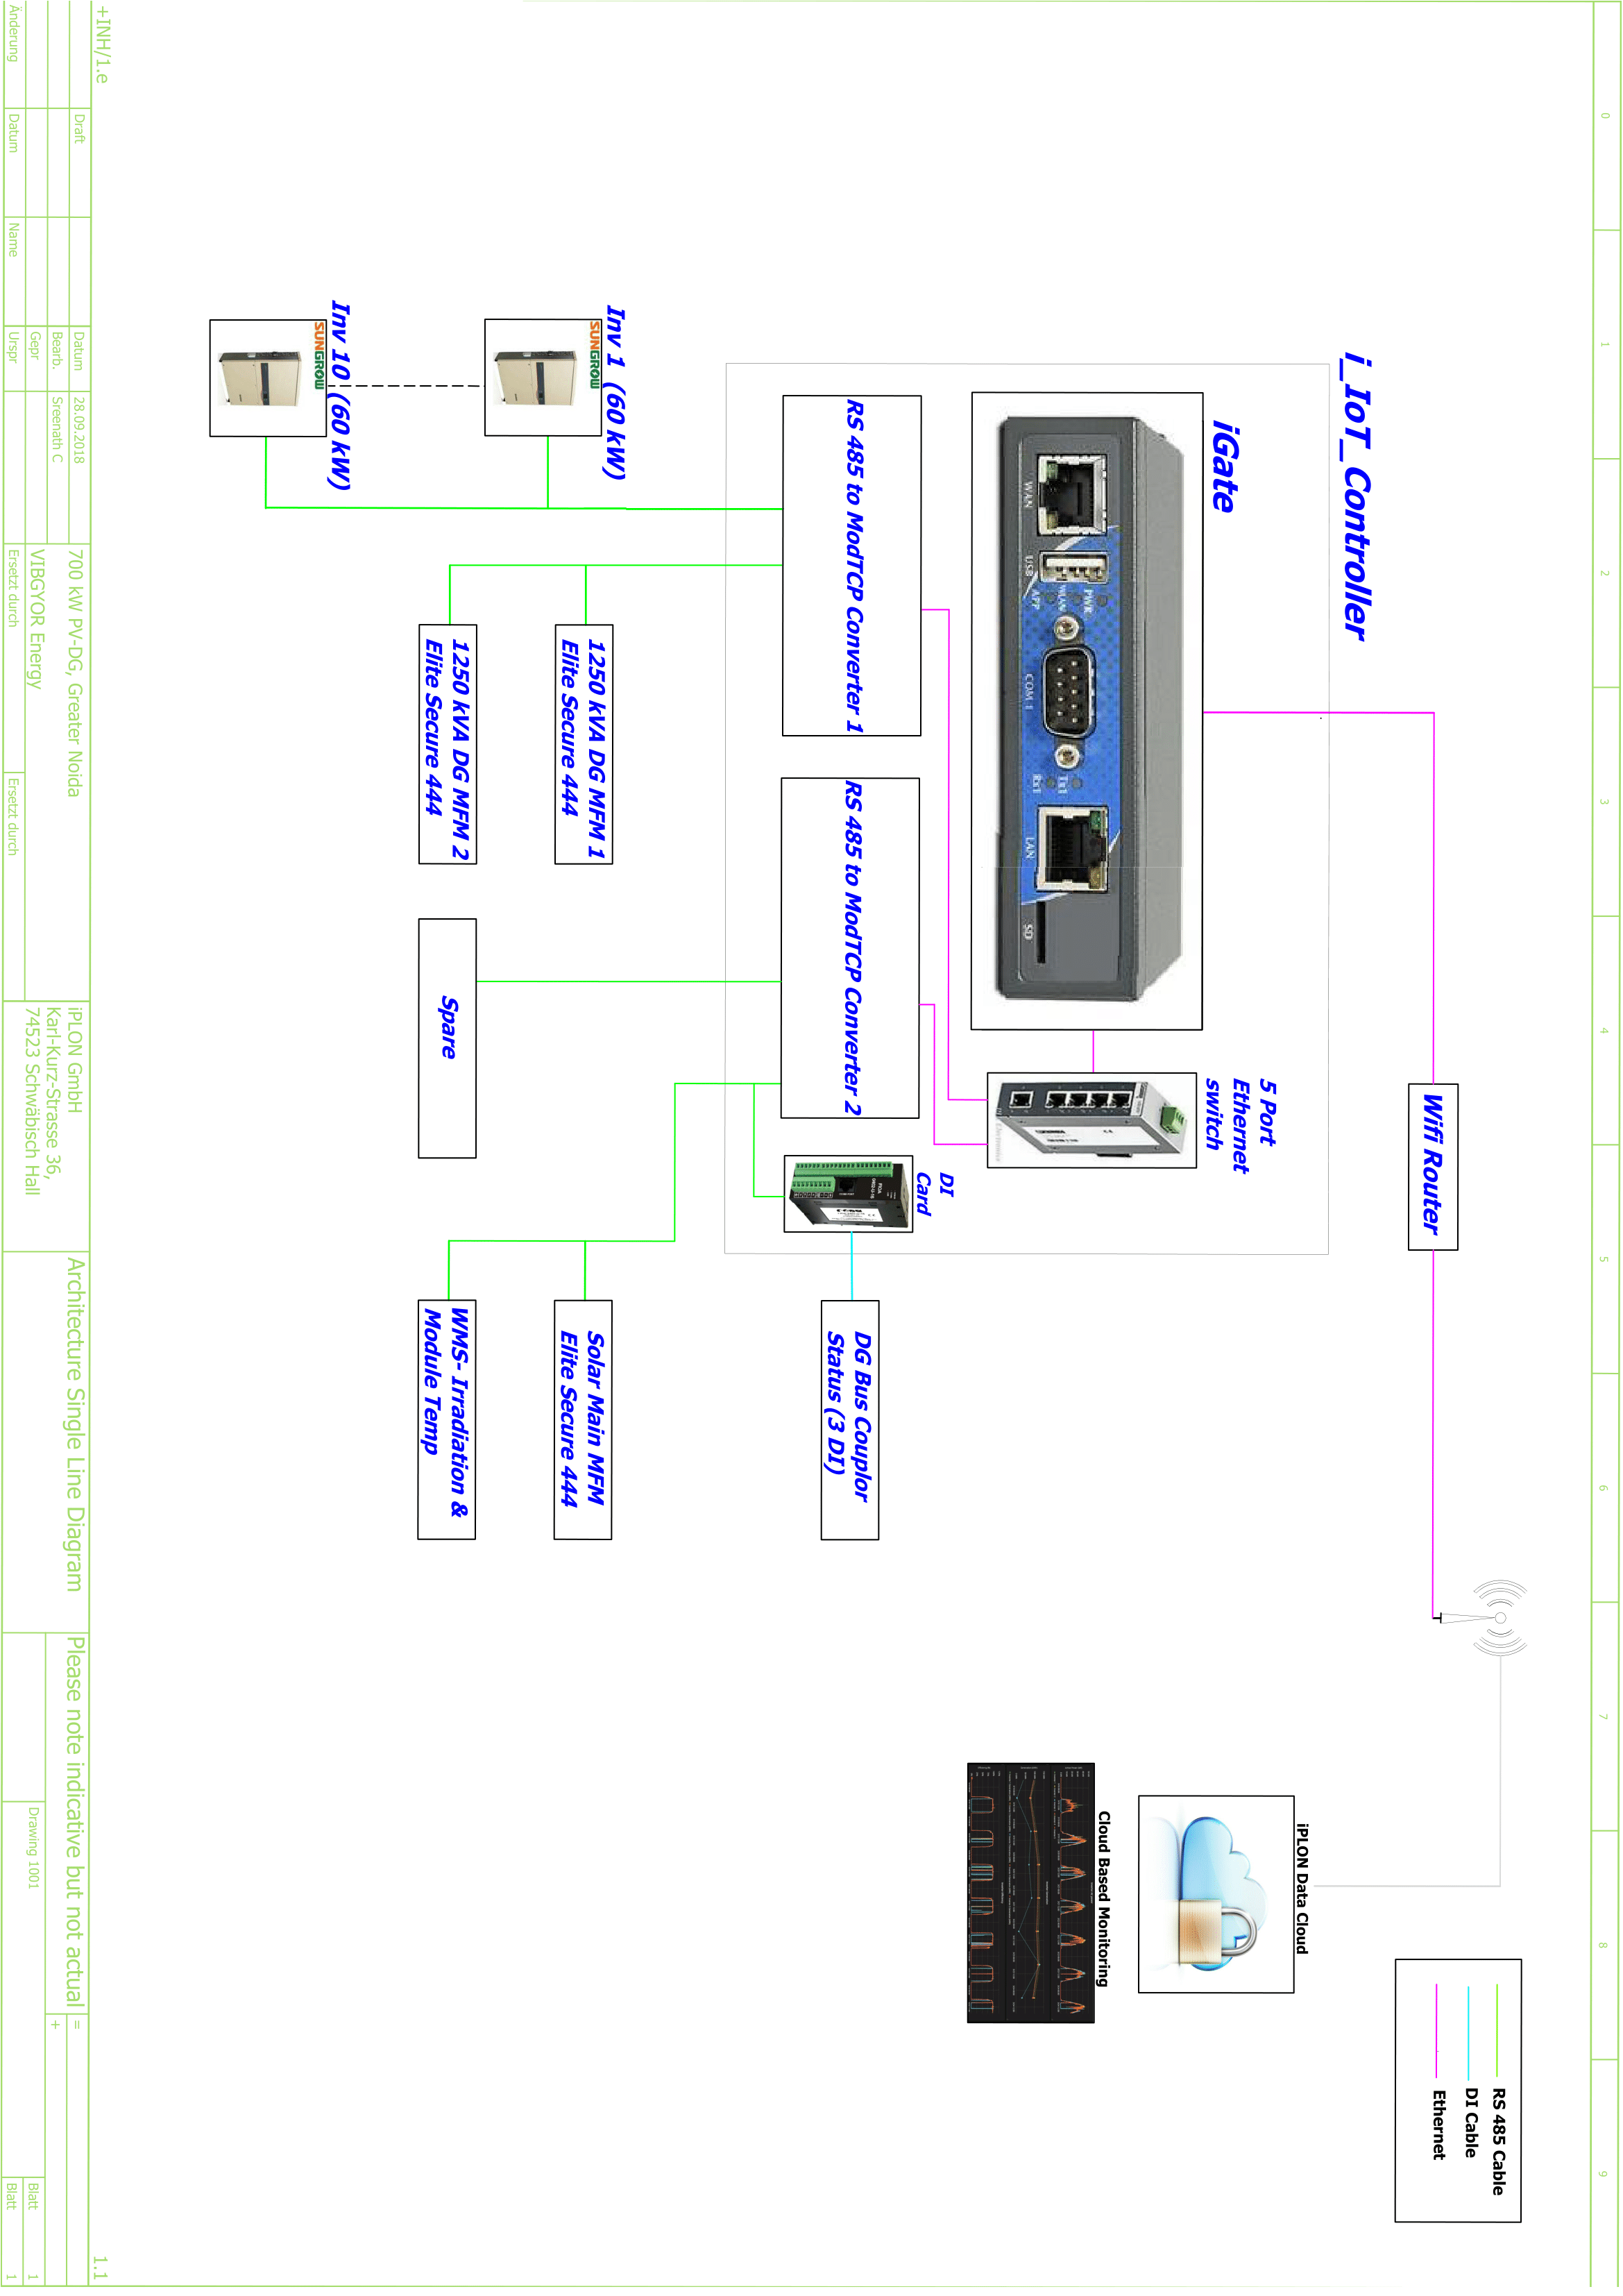 0
1
2
3
4
5
6
7
8
9
i_IoT_Controller
iGate
WAN
USB
PWR
WLAN
APP
COM 1
TX1
RX1
LAN
SD
Wifi Router
5 Port
Ethernet
switch
DI
Card
RS 485 to ModTCP Converter 1
RS 485 to ModTCP Converter 2
Inv 1 (60 kW)
SUNGROW
Inv 10 (60 kW)
SUNGROW
1250 kVA DG MFM 1
Elite Secure 444
1250 kVA DG MFM 2
Elite Secure 444
Spare
DG Bus Couplor
Status (3 DI)
Solar Main MFM
Elite Secure 444
WMS- Irradiation &
Module Temp
iPLON Data Cloud
Cloud Based Monitoring
RS 485 Cable
DI Cable
Ethernet
+INH/1.e
1.1
Draft
Änderung
Datum
Name
Datum
28.09.2018
Bearb.
Sreenath C
Gepr
Urspr
700 kW PV-DG, Greater Noida
VIBGYOR Energy
Ersetzt durch
Ersetzt durch
iPLON GmbH
Karl-Kurz-Strasse 36,
74523 Schwäbisch Hall
Architecture Single Line Diagram
Please note indicative but not actual
=
+
Drawing 1001
Blatt 1
Blatt 1